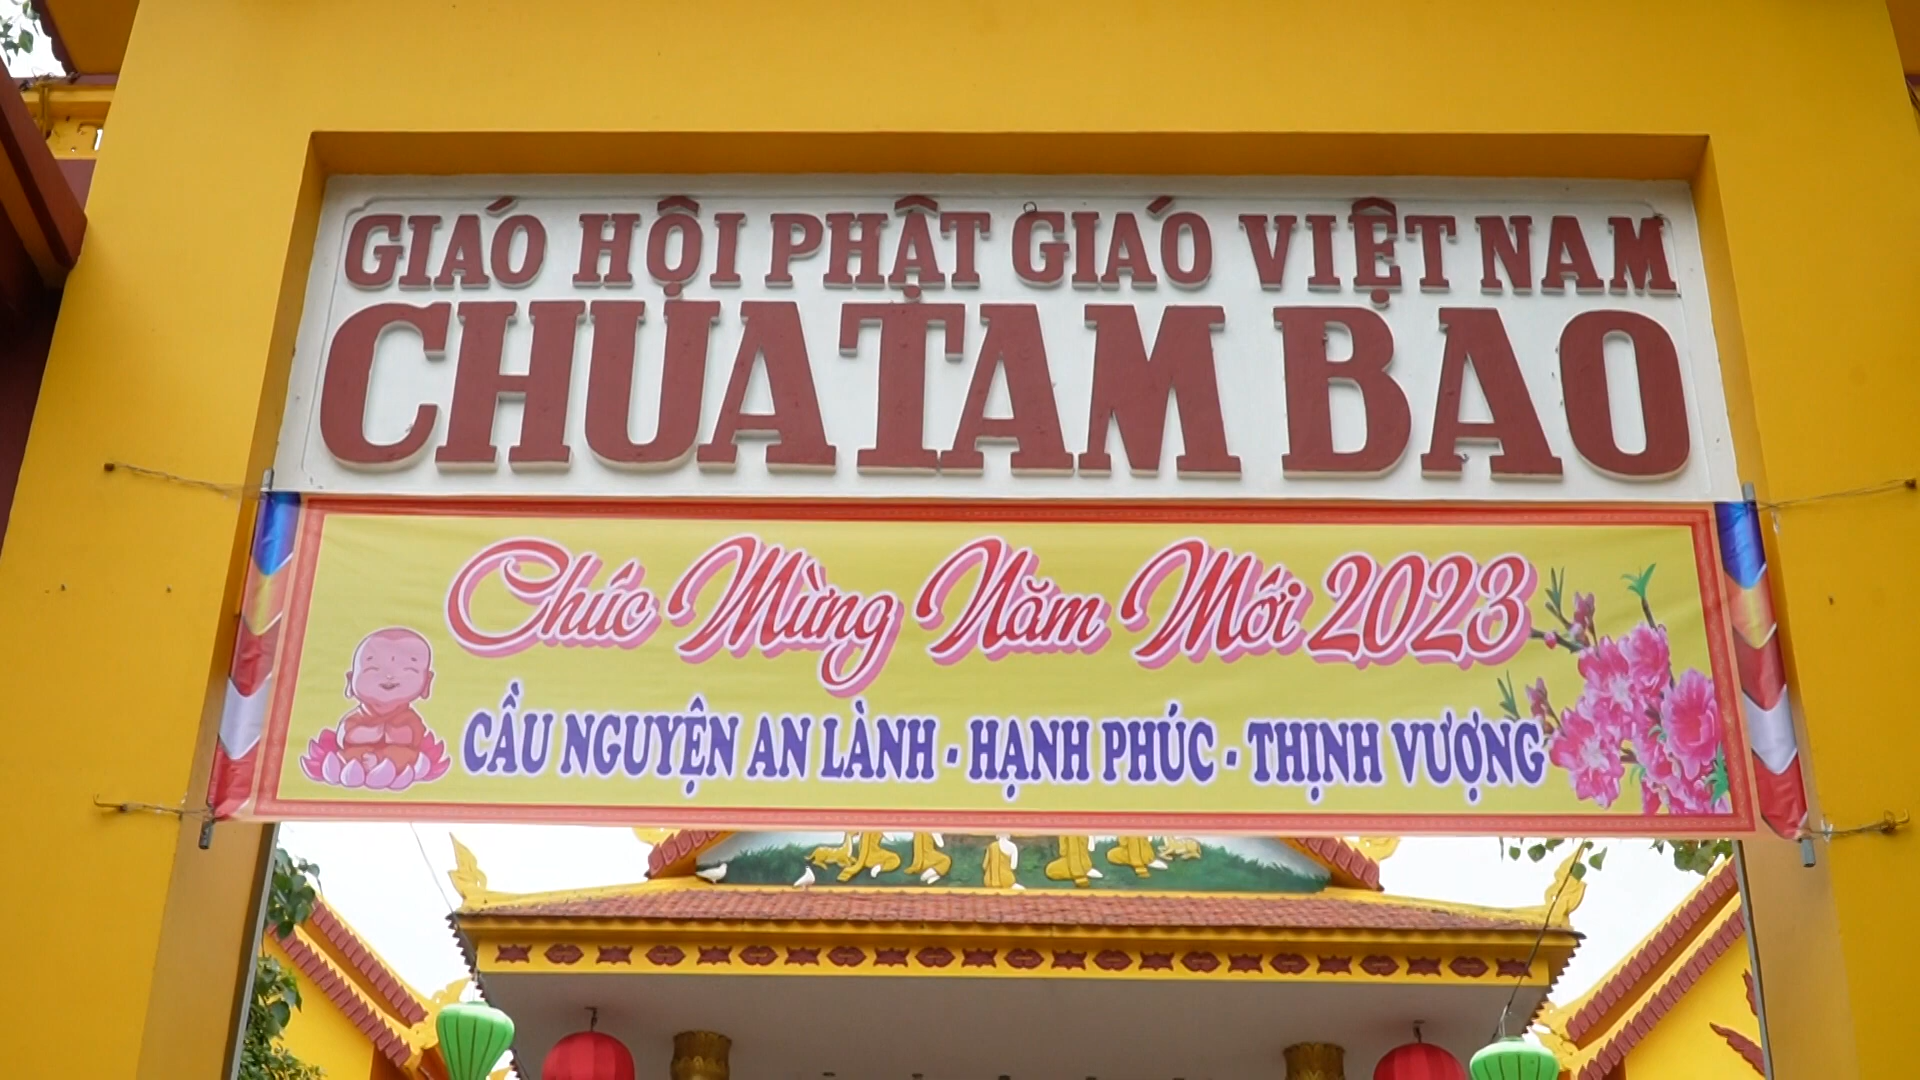 GIÁO HỘI PHẬT GIÁO VIỆT NAM
CHUA TAM BAO
Chúc Mừng Năm Mới 2023
CẦU NGUYỆN AN LÀNH - HẠNH PHÚC - THỊNH VƯỢNG